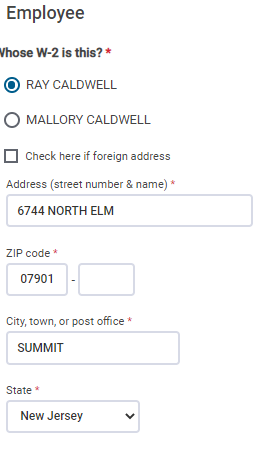 Employee
Whose W-2 is this? *
RAY CALDWELL
MALLORY CALDWELL
Check here if foreign address
Address (street number & name) *
6744 NORTH ELM
ZIP code *
07901 -
City, town, or post office *
SUMMIT
State *
New Jersey